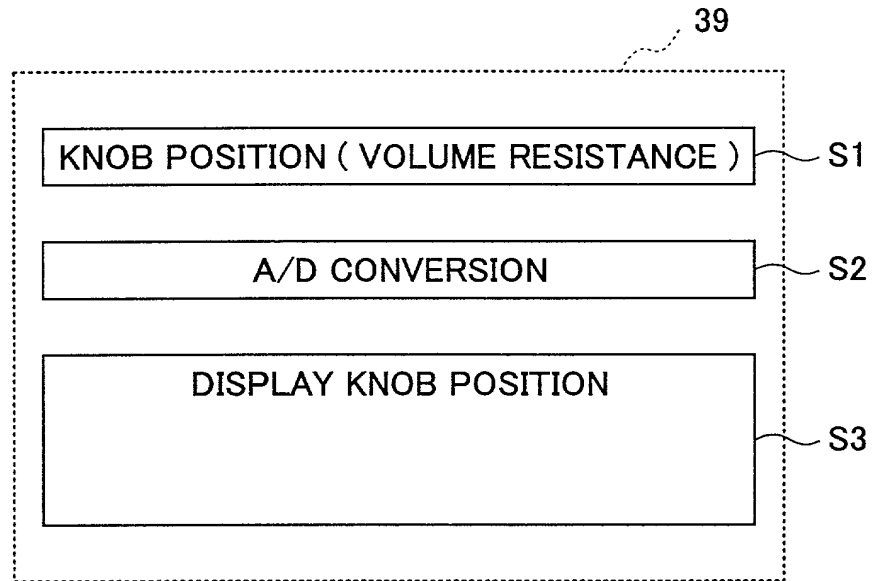 39
KNOB POSITION ( VOLUME RESISTANCE )
S1
A/D CONVERSION
S2
DISPLAY KNOB POSITION
S3